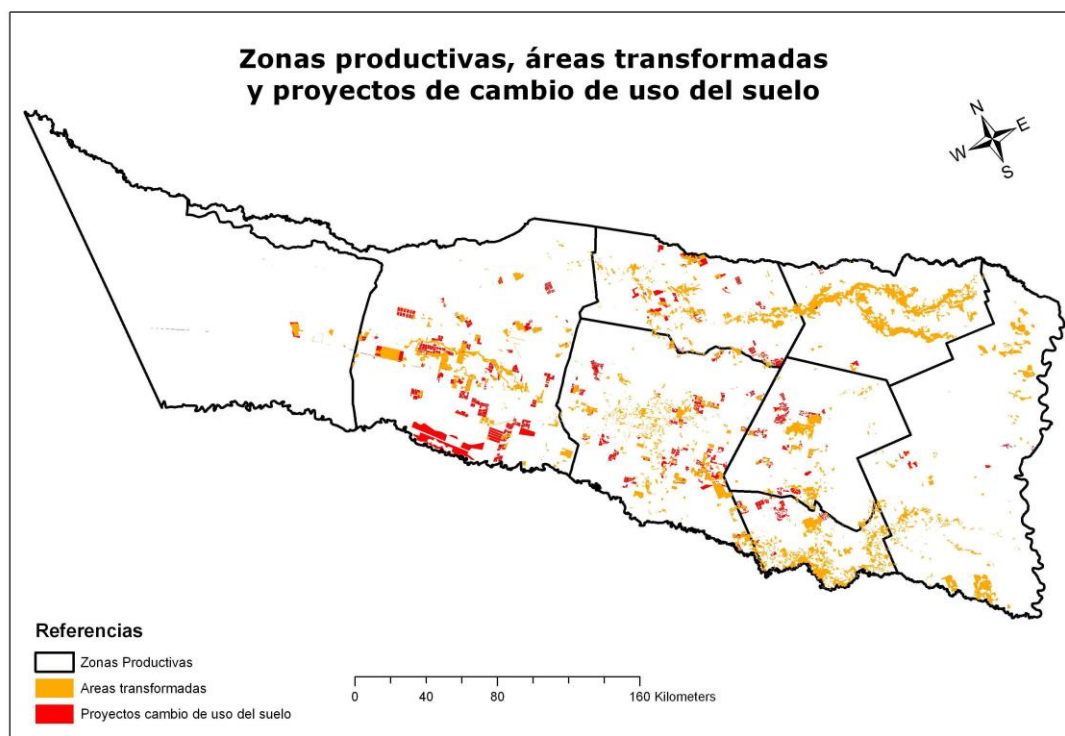 Zonas productivas, áreas transformadas
y proyectos de cambio de uso del suelo
N
E
W
S
Referencias
Zonas Productivas
Areas transformadas
Proyectos cambio de uso del suelo
0 40 80 160 Kilometers